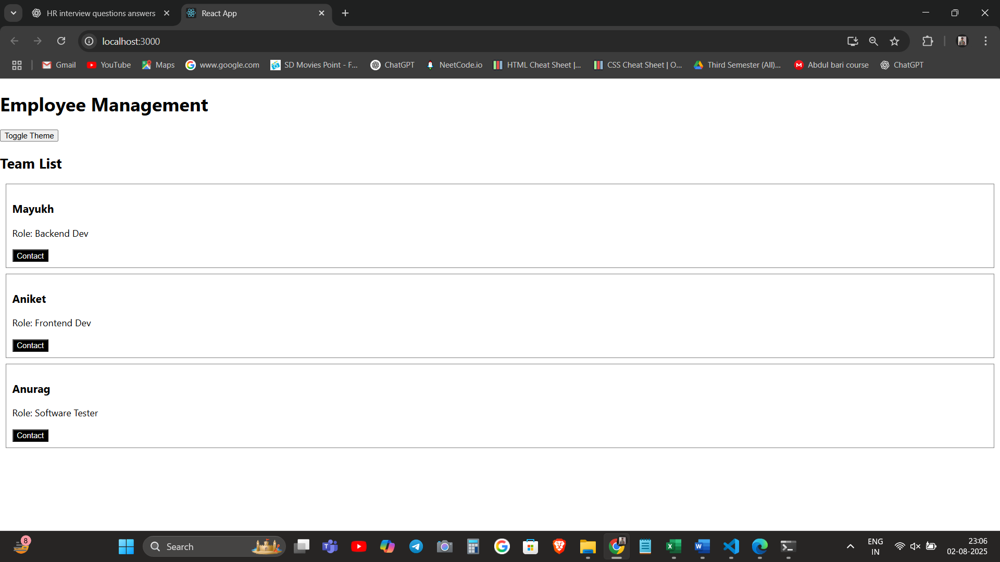 HR interview questions answers
React App
localhost:3000
Gmail
YouTube
Maps
www.google.com
SD Movies Point - F...
ChatGPT
NeetCode.io
HTML Cheat Sheet |...
CSS Cheat Sheet | O...
Third Semester (All)...
Abdul bari course
ChatGPT
Employee Management
Toggle Theme
Team List
Mayukh
Role: Backend Dev
Contact
Aniket
Role: Frontend Dev
Contact
Anurag
Role: Software Tester
Contact
8
Search
ENG
IN
23:06
02-08-2025